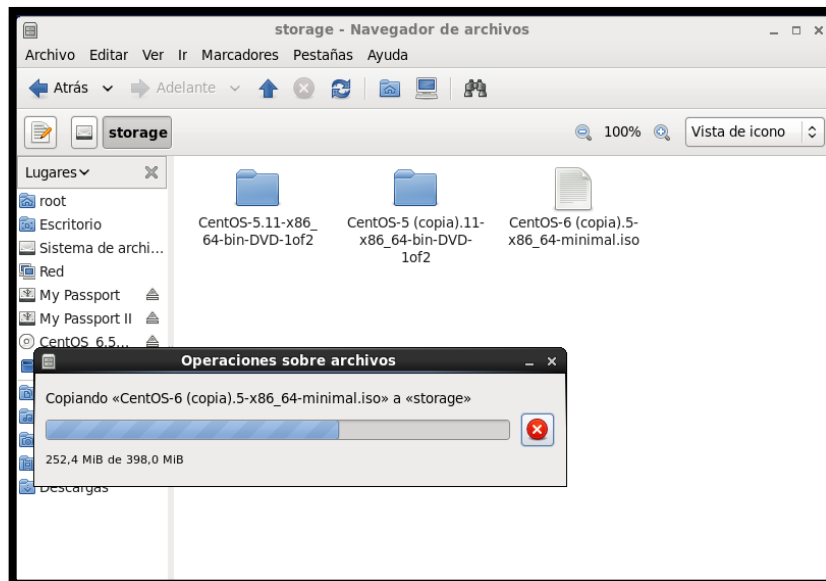 storage - Navegador de archivos
Archivo Editar Ver Ir Marcadores Pestañas Ayuda
Atrás Adelante
storage 100% Vista de icono
Lugares
root
Escritorio
Sistema de archi...
Red
My Passport
My Passport II
CentOS_6.5...
CentOS-5.11-x86_
64-bin-DVD-1of2
CentOS-5 (copia).11-
x86_64-bin-DVD-
1of2
CentOS-6 (copia).5-
x86_64-minimal.iso
Operaciones sobre archivos
Copiando «CentOS-6 (copia).5-x86_64-minimal.iso» a «storage»
252,4 MiB de 398,0 MiB
Descargas